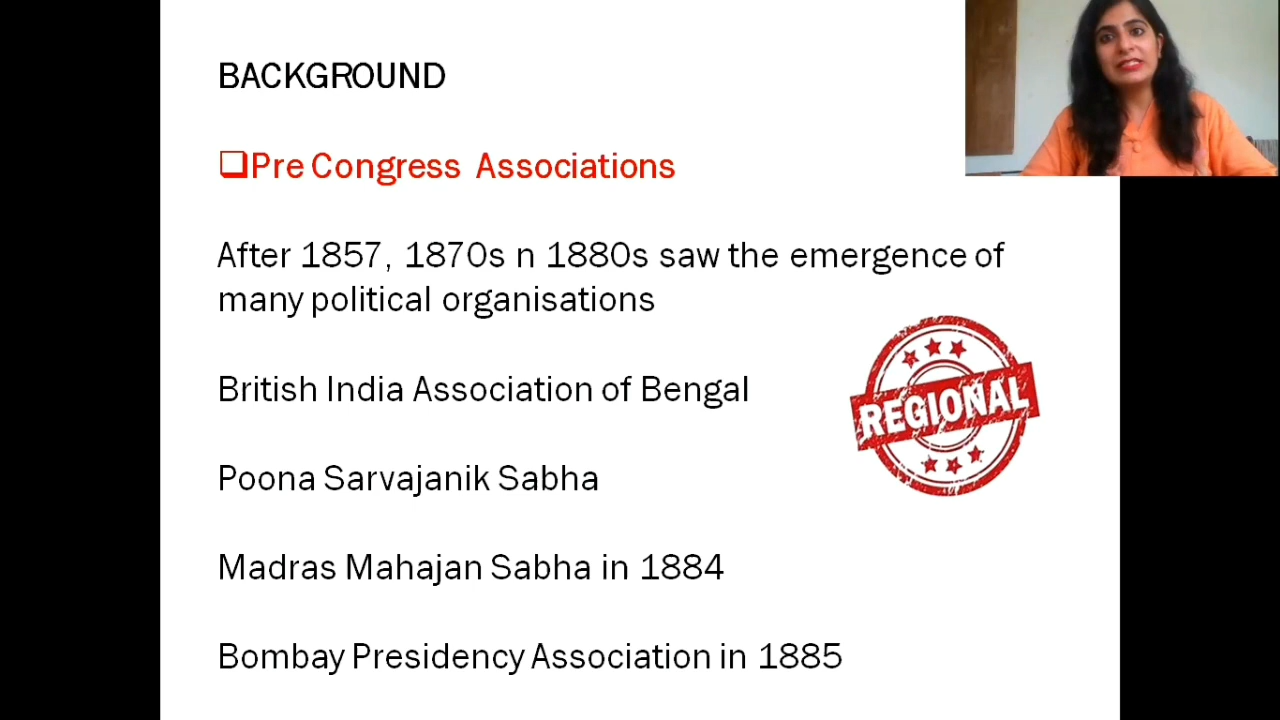 BACKGROUND
Pre Congress Associations
After 1857, 1870s n 1880s saw the emergence of
many political organisations
British India Association of Bengal
REGIONAL
Poona Sarvajanik Sabha
Madras Mahajan Sabha in 1884
Bombay Presidency Association in 1885